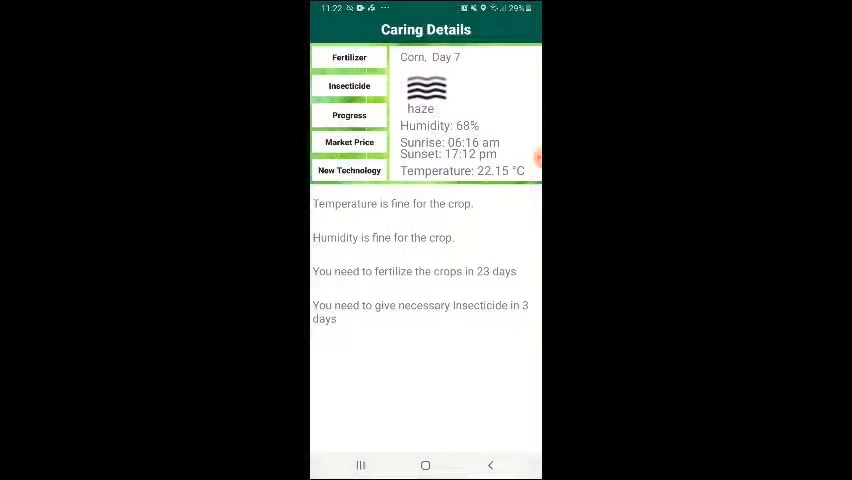 11:22 29%
Caring Details
Fertilizer
Insecticide
Progress
Market Price
New Technology
Corn, Day 7
haze
Humidity: 68%
Sunrise: 06:16 am
Sunset: 17:12 pm
Temperature: 22.15 °C
Temperature is fine for the crop.
Humidity is fine for the crop.
You need to fertilize the crops in 23 days
You need to give necessary Insecticide in 3
days